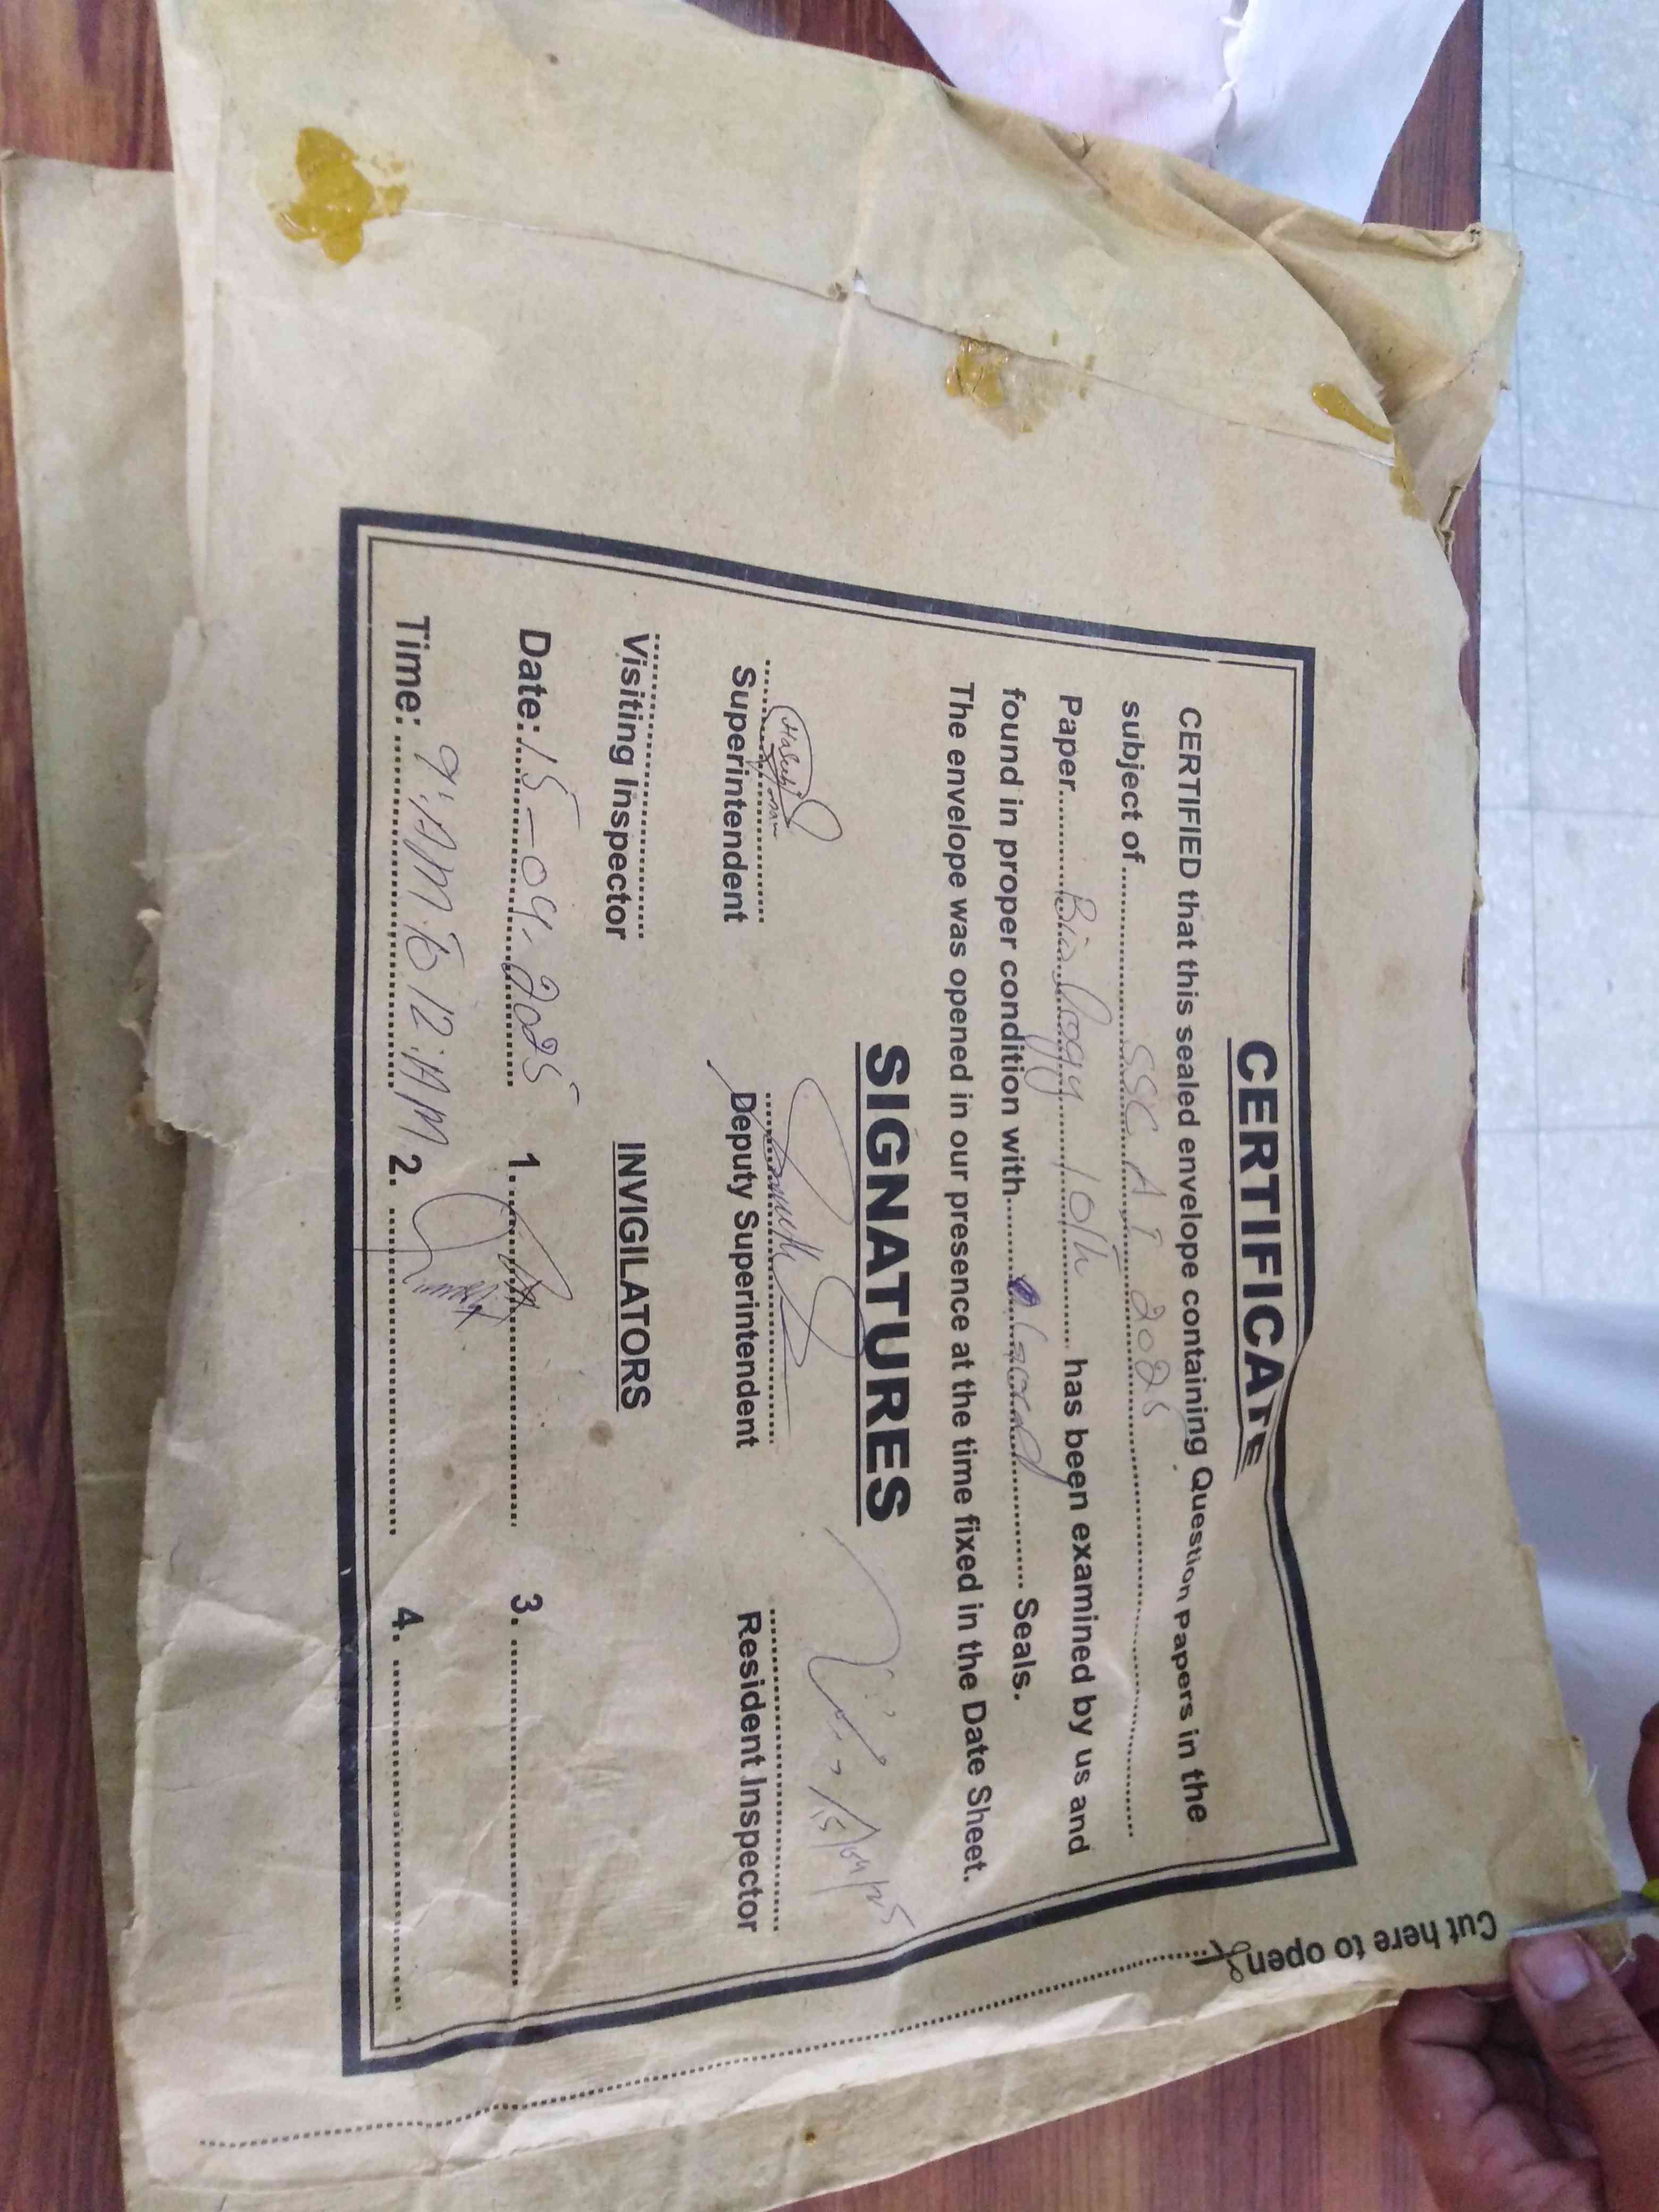 CERTIFICATE
CERTIFIED that this sealed envelope containing Question Papers in the
subject of SSC A I 2025
Paper Biology 10th has been examined by us and
found in proper condition with Seals.
The envelope was opened in our presence at the time fixed in the Date Sheet.
SIGNATURES
Superintendent Deputy Superintendent Resident Inspector
15/04/25
Visiting Inspector INVIGILATORS
Date: 15-04-2025 1. 3.
Time: 9:AM to 12:AM 2. 4.
Cut here to open